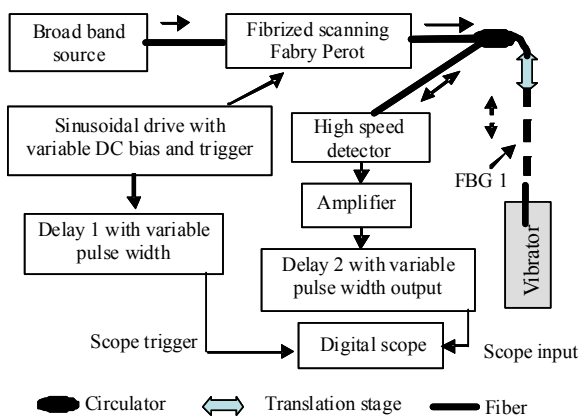 Broad band
source
Fibrized scanning
Fabry Perot
Sinusoidal drive with
variable DC bias and trigger
High speed
detector
FBG 1
Amplifier
Delay 1 with variable
pulse width
Delay 2 with variable
pulse width output
Vibrator
Scope trigger
Digital scope
Scope input
Circulator
Translation stage
Fiber